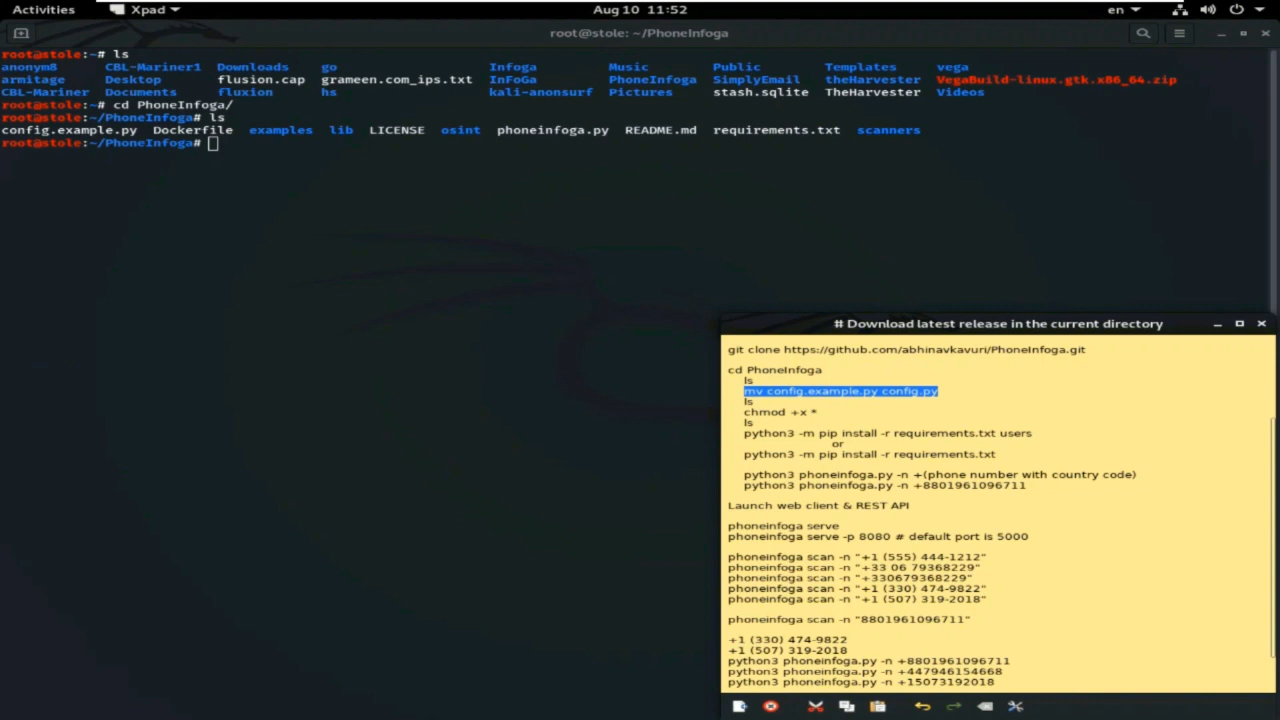 Activities Xpad Aug 10 11:52 en
root@stole: ~/PhoneInfoga
root@stole:~# ls
anonym8 CBL-Mariner1 Downloads go Infoga Music Public Templates vega
armitage Desktop flusion.cap grameen.com_ips.txt InFoGa PhoneInfoga SimplyEmail theHarvester VegaBuild-linux.gtk.x86_64.zip
CBL-Mariner Documents fluxion hs kali-anonsurf Pictures stash.sqlite TheHarvester Videos
root@stole:~# cd PhoneInfoga/
root@stole:~/PhoneInfoga# ls
config.example.py Dockerfile examples lib LICENSE osint phoneinfoga.py README.md requirements.txt scanners
root@stole:~/PhoneInfoga#
# Download latest release in the current directory
git clone https://github.com/abhinavkavuri/PhoneInfoga.git
cd PhoneInfoga
ls
mv config.example.py config.py
ls
chmod +x *
ls
python3 -m pip install -r requirements.txt users
or
python3 -m pip install -r requirements.txt
python3 phoneinfoga.py -n +(phone number with country code)
python3 phoneinfoga.py -n +8801961096711
Launch web client & REST API
phoneinfoga serve
phoneinfoga serve -p 8080 # default port is 5000
phoneinfoga scan -n "+1 (555) 444-1212"
phoneinfoga scan -n "+33 06 79368229"
phoneinfoga scan -n "+330679368229"
phoneinfoga scan -n "+1 (330) 474-9822"
phoneinfoga scan -n "+1 (507) 319-2018"
phoneinfoga scan -n "8801961096711"
+1 (330) 474-9822
+1 (507) 319-2018
python3 phoneinfoga.py -n +8801961096711
python3 phoneinfoga.py -n +447946154668
python3 phoneinfoga.py -n +15073192018